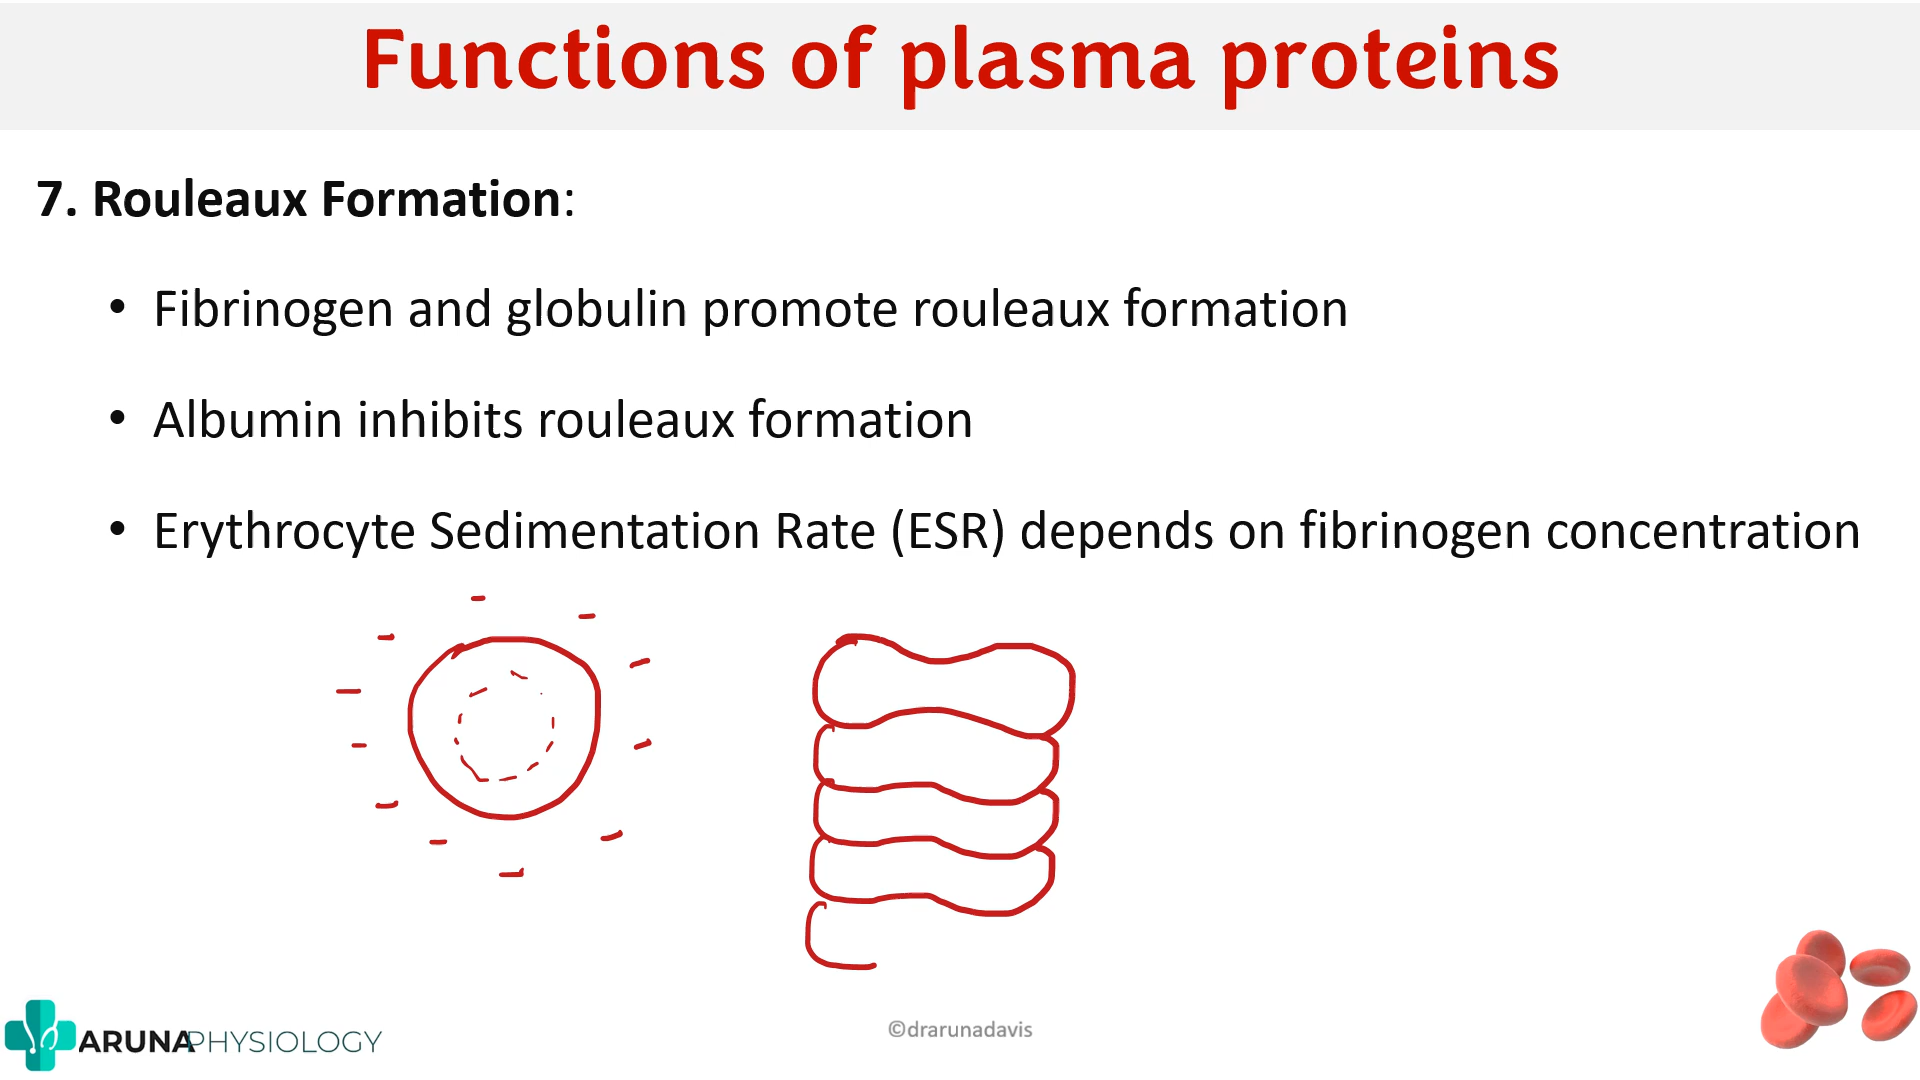 Functions of plasma proteins
7. Rouleaux Formation:
• Fibrinogen and globulin promote rouleaux formation
• Albumin inhibits rouleaux formation
• Erythrocyte Sedimentation Rate (ESR) depends on fibrinogen concentration
ARUNAPHYSIOLOGY
©drarunadavis